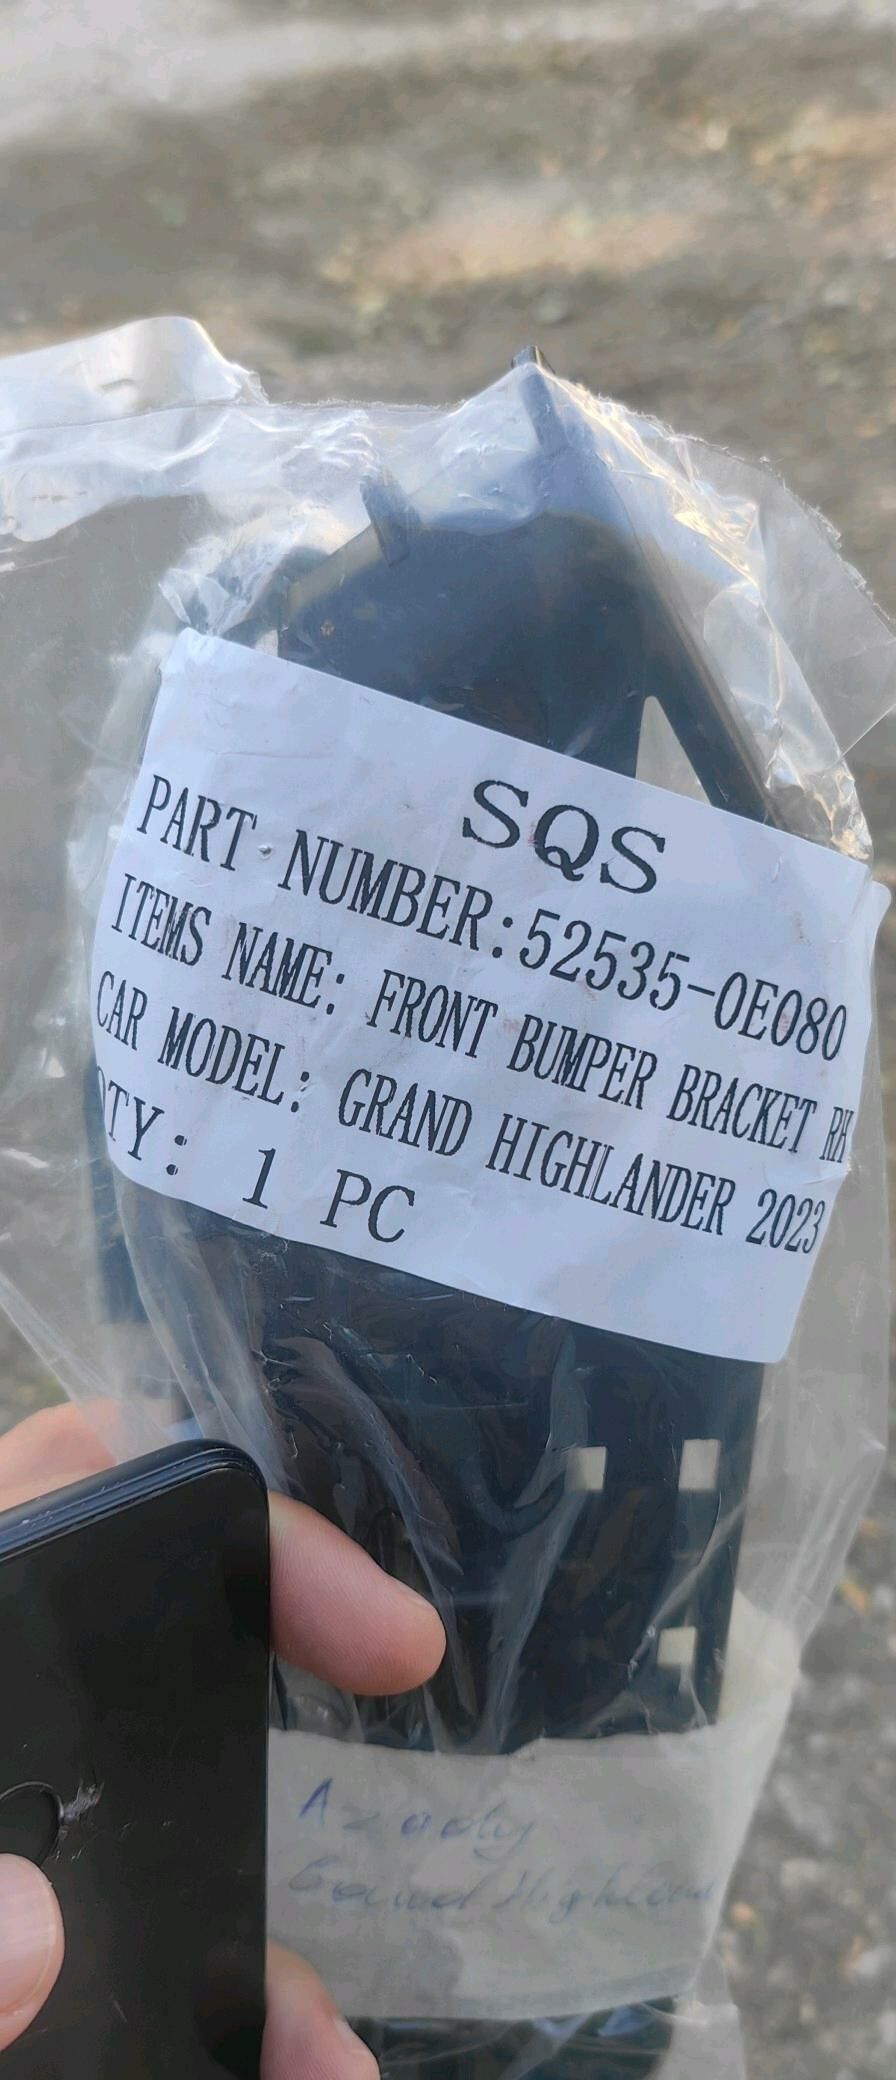 SQS
PART NUMBER:52535-0E080
ITEMS NAME: FRONT BUMPER BRACKET RH
CAR MODEL: GRAND HIGHLANDER 2023
QTY: 1 PC